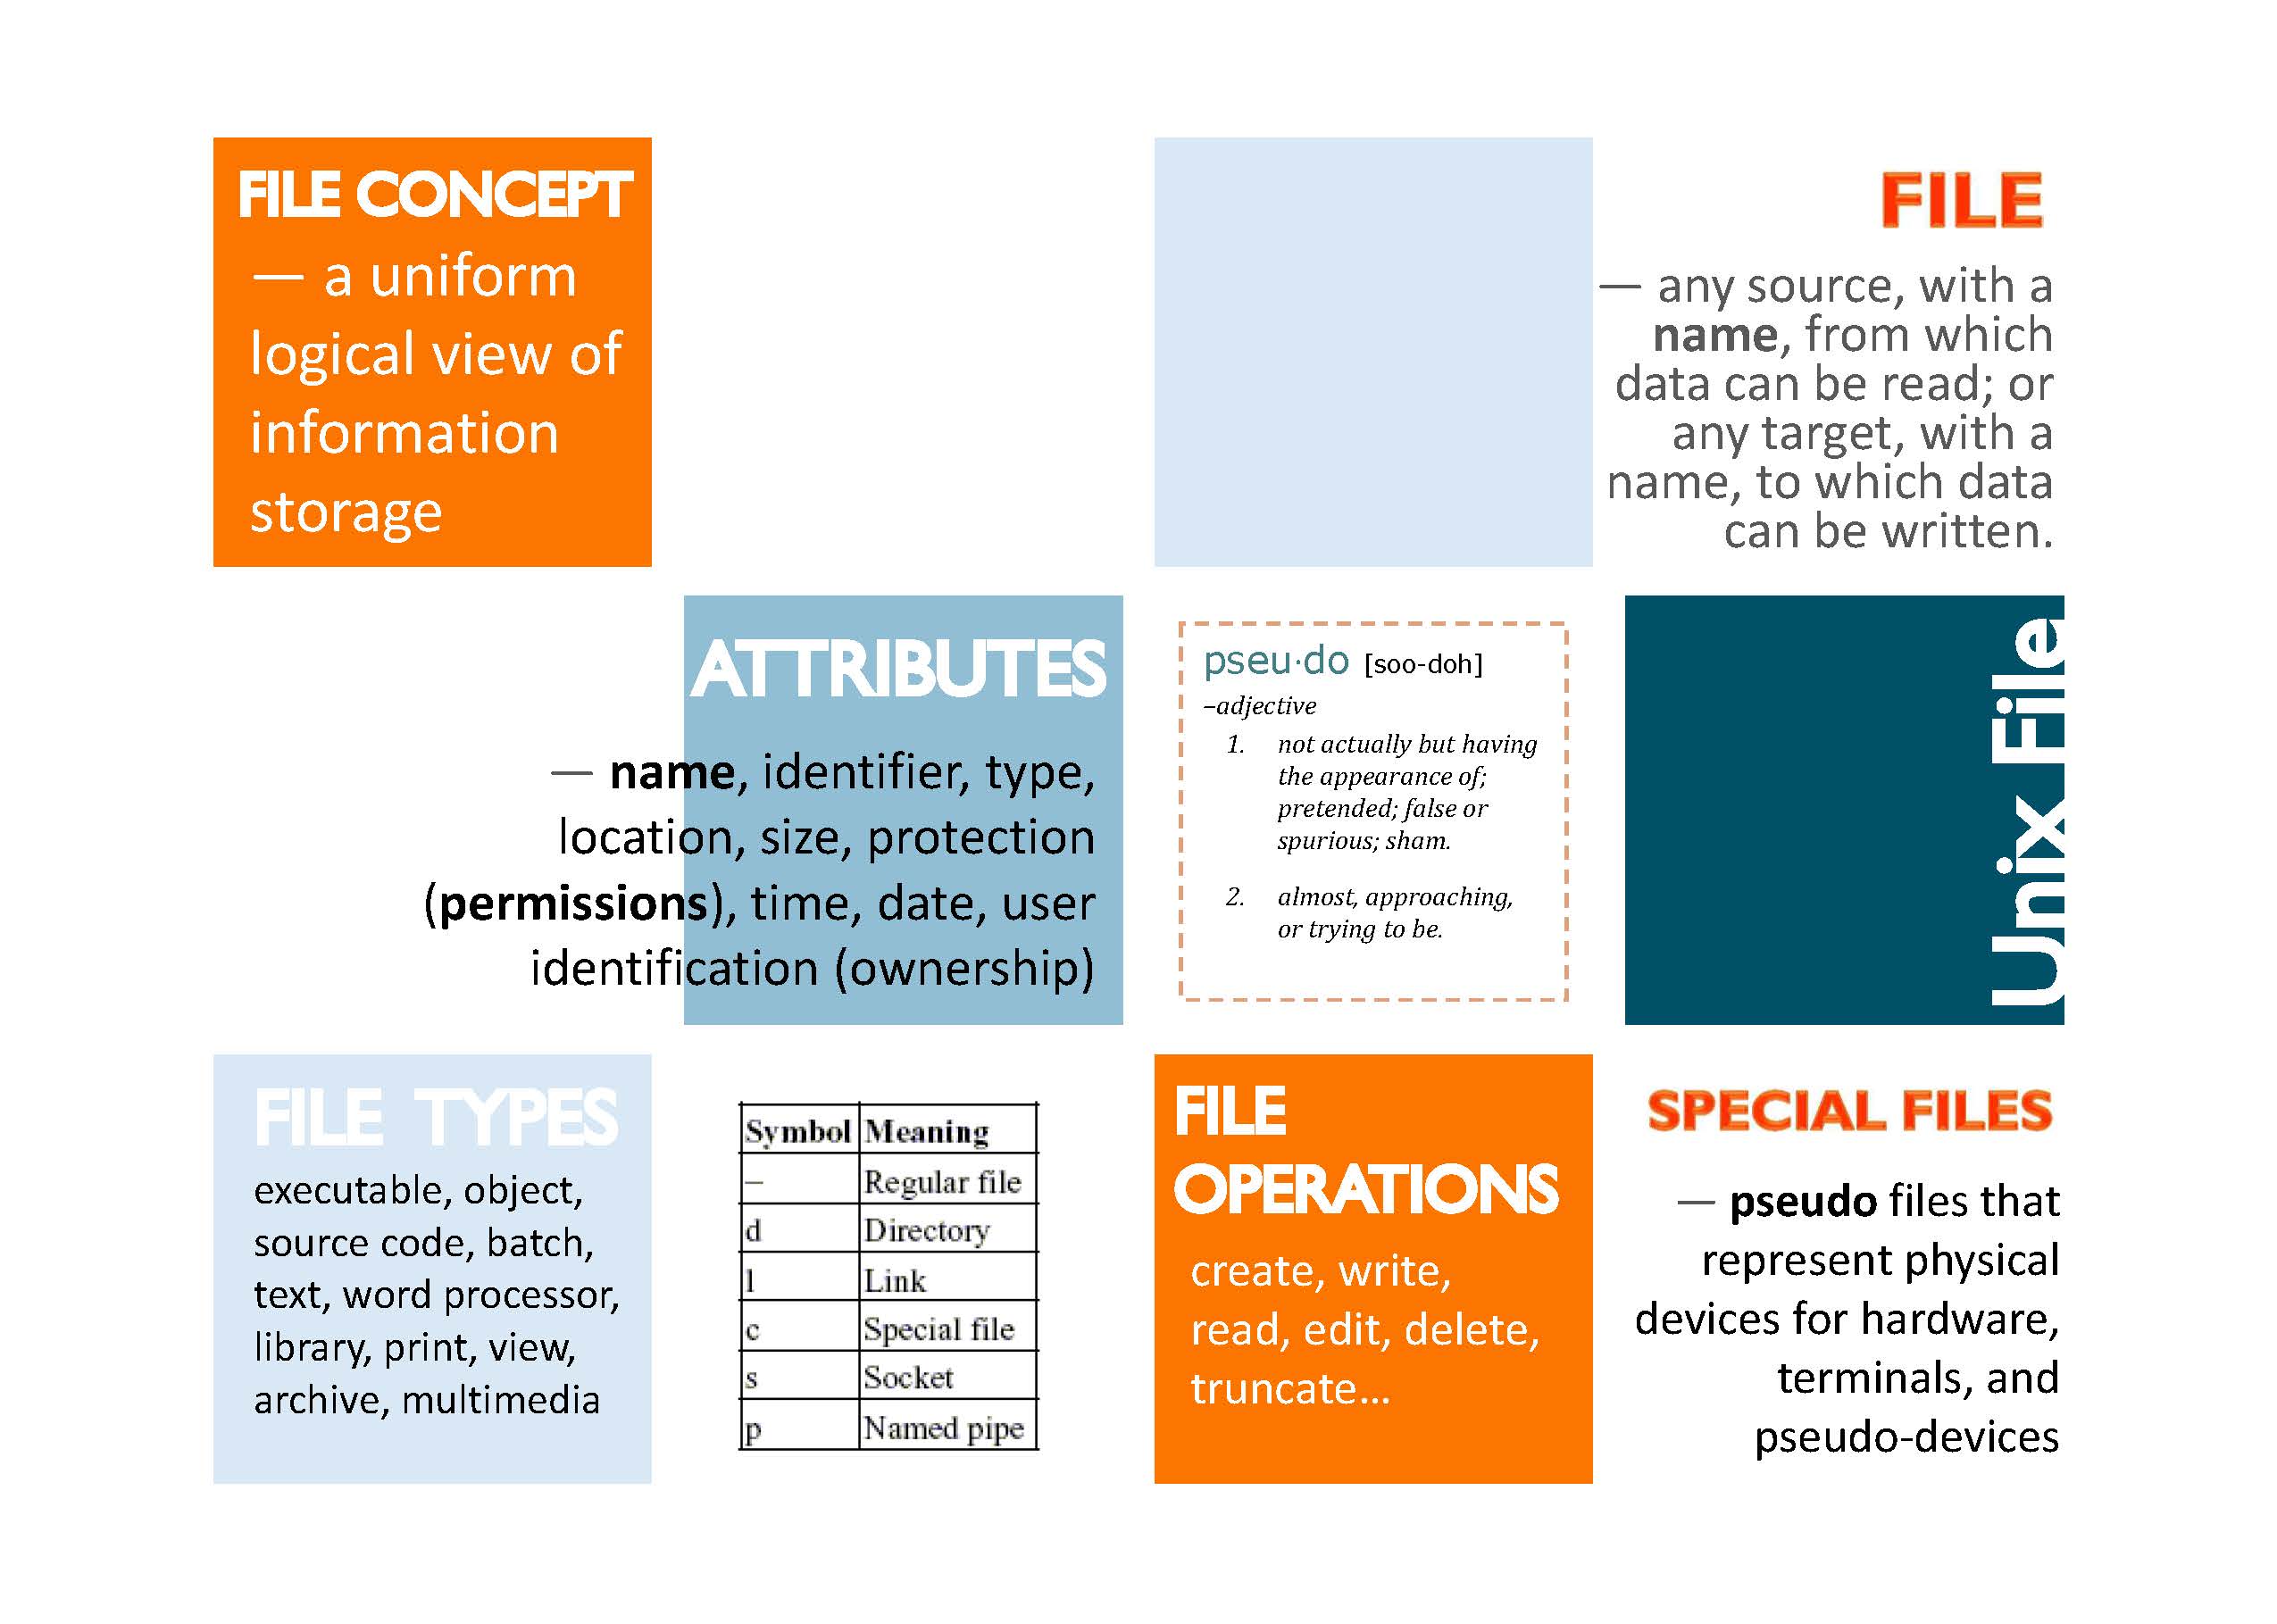 FILE CONCEPT
— a uniform
logical view of
information
storage
FILE
— any source, with a
name, from which
data can be read; or
any target, with a
name, to which data
can be written.
ATTRIBUTES
— name, identifier, type,
location, size, protection
(permissions), time, date, user
identification (ownership)
pseu·do [soo-doh]
–adjective
1. not actually but having
the appearance of;
pretended; false or
spurious; sham.
2. almost, approaching,
or trying to be.
Unix File
FILE TYPES
executable, object,
source code, batch,
text, word processor,
library, print, view,
archive, multimedia
Symbol Meaning
– Regular file
d Directory
l Link
c Special file
s Socket
p Named pipe
FILE
OPERATIONS
create, write,
read, edit, delete,
truncate…
SPECIAL FILES
— pseudo files that
represent physical
devices for hardware,
terminals, and
pseudo-devices